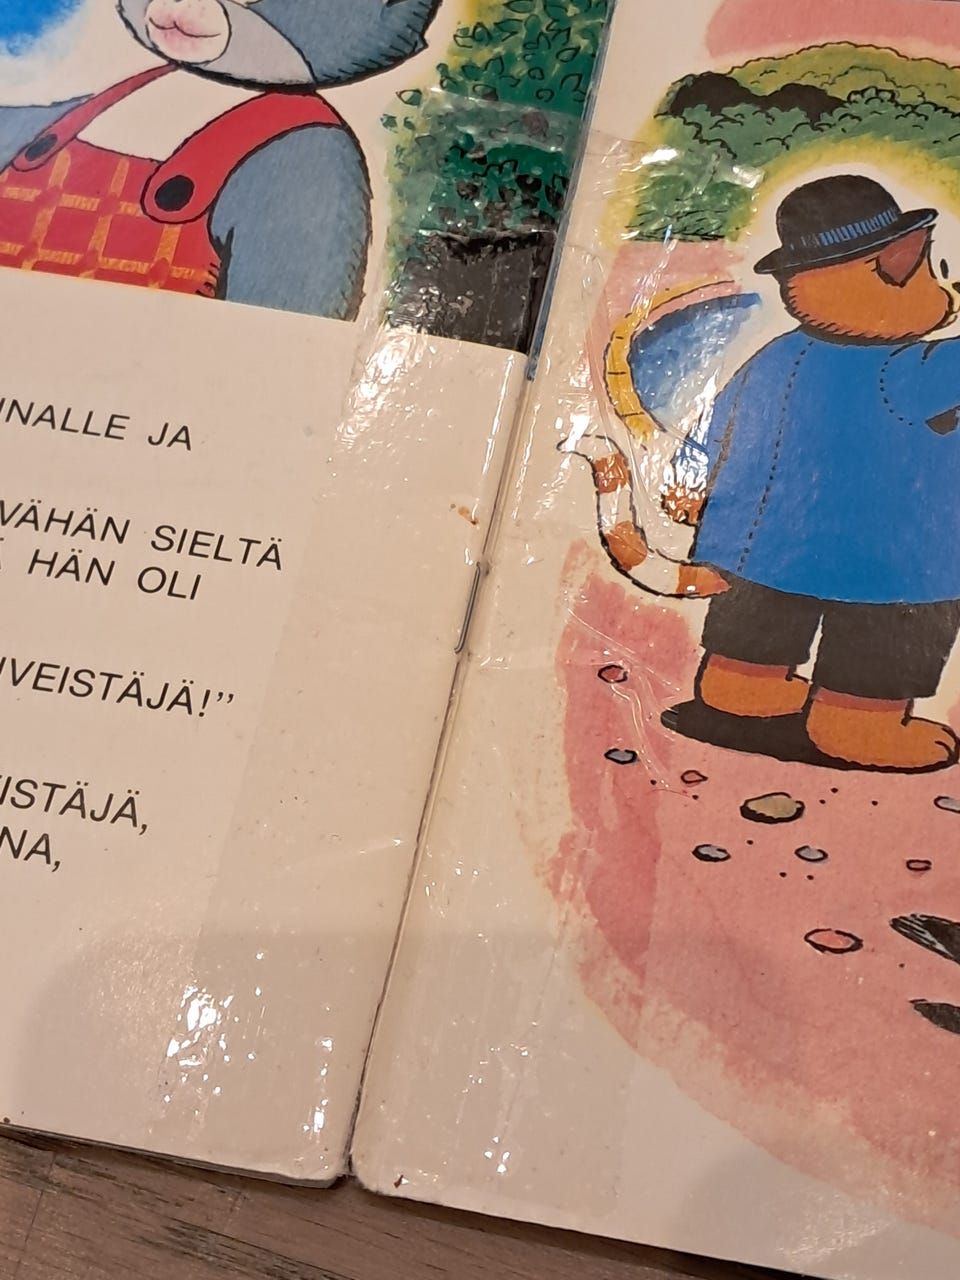 NALLE JA
VÄHÄN SIELTÄ
HÄN OLI
VEISTÄJÄ!”
ISTÄJÄ,
NA,